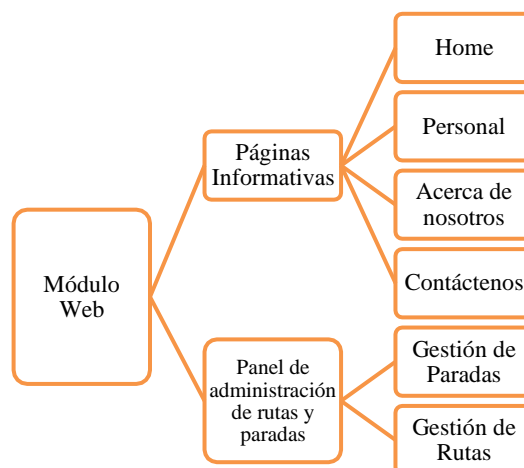 Home
Personal
Páginas
Informativas
Acerca de
nosotros
Contáctenos
Módulo
Web
Panel de
administración
de rutas y
paradas
Gestión de
Paradas
Gestión de
Rutas